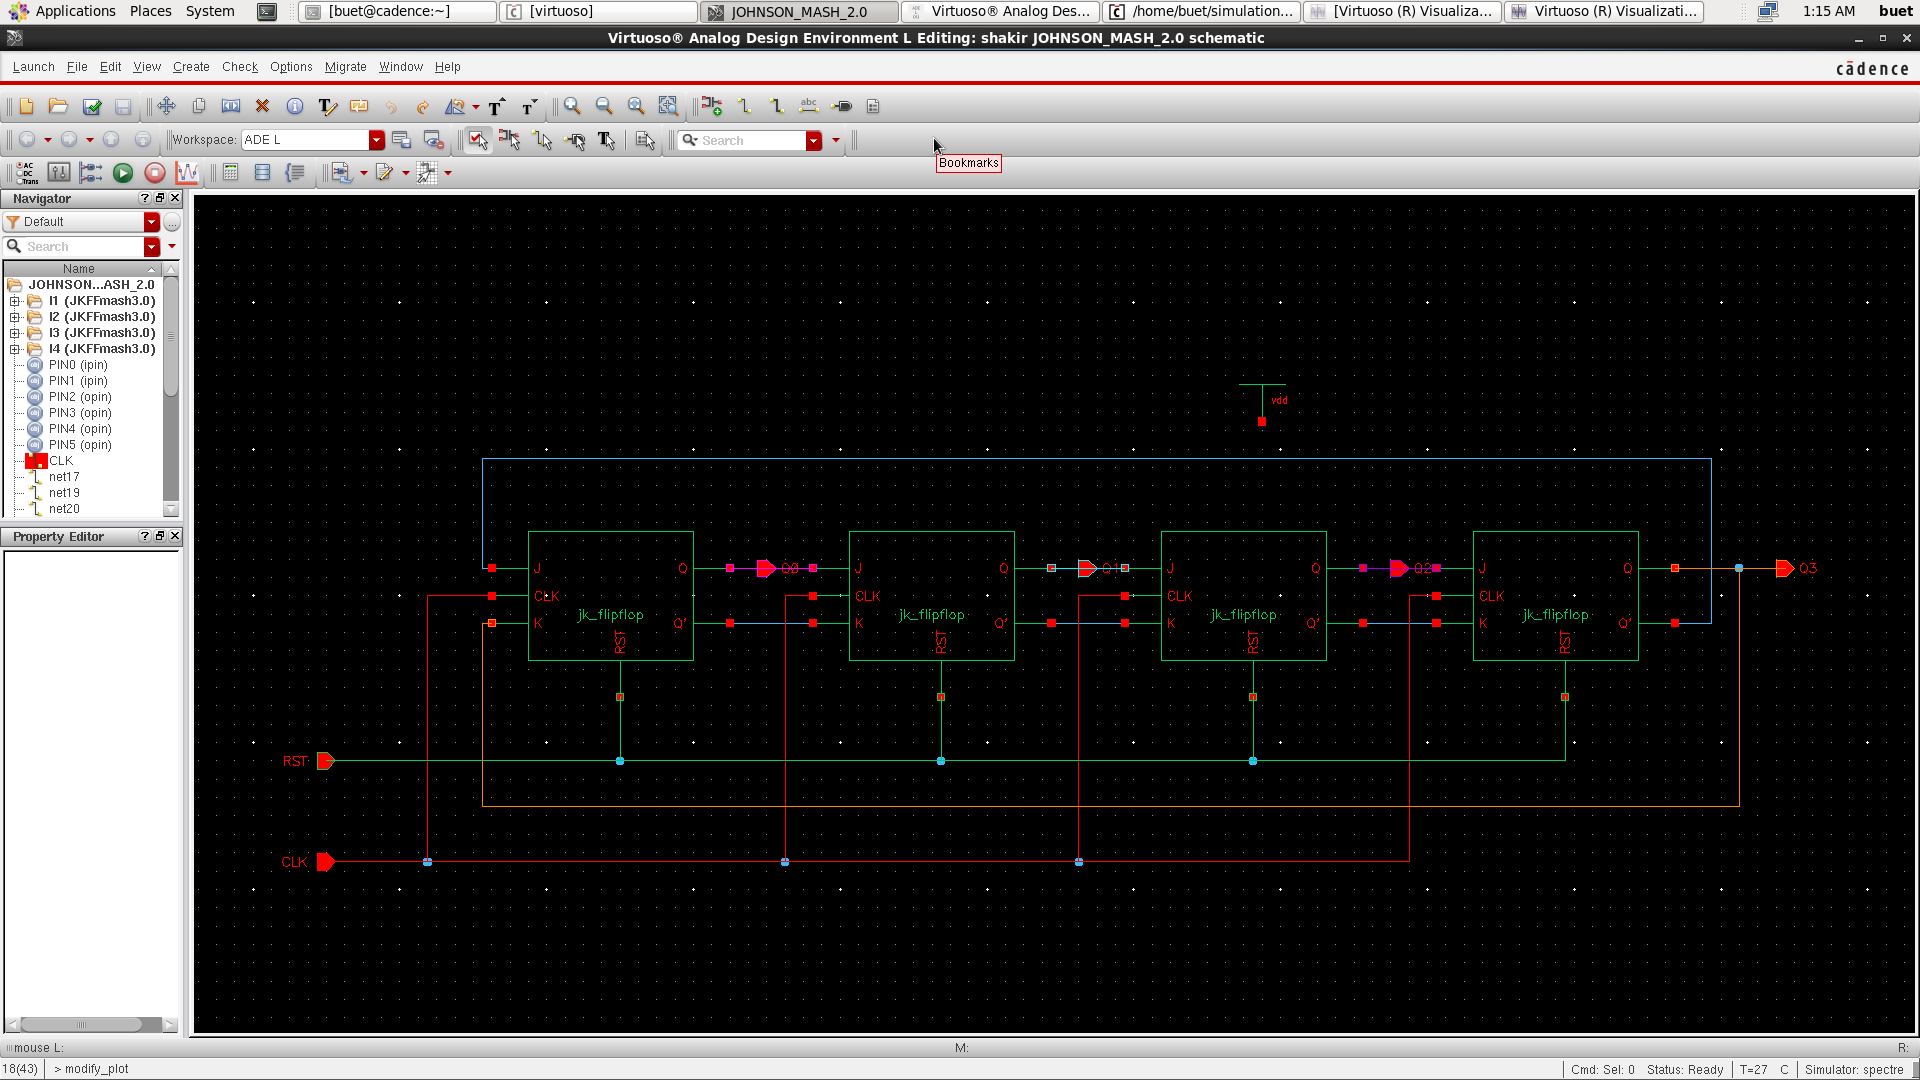 Applications Places System [buet@cadence:~] [virtuoso] JOHNSON_MASH_2.0 Virtuoso® Analog Des... /home/buet/simulation... [Virtuoso (R) Visualiza... Virtuoso (R) Visualizati... 1:15 AM buet
Virtuoso® Analog Design Environment L Editing: shakir JOHNSON_MASH_2.0 schematic
Launch File Edit View Create Check Options Migrate Window Help cādence
abc
Workspace: ADE L Search
Bookmarks
AC
DC
Trans
Navigator
Default
Search
Name
JOHNSON...ASH_2.0
I1 (JKFFmash3.0)
I2 (JKFFmash3.0)
I3 (JKFFmash3.0)
I4 (JKFFmash3.0)
PIN0 (ipin)
PIN1 (ipin)
PIN2 (opin)
PIN3 (opin)
PIN4 (opin)
PIN5 (opin)
CLK
net17
net19
net20
Property Editor
vdd
J Q Q0 J Q Q1 J Q Q2 J Q Q3
CLK CLK CLK CLK
jk_flipflop jk_flipflop jk_flipflop jk_flipflop
K Q' K Q' K Q' K Q'
RST RST RST RST
RST
CLK
mouse L: M: R:
18(43) > modify_plot Cmd: Sel: 0 Status: Ready T=27 C Simulator: spectre